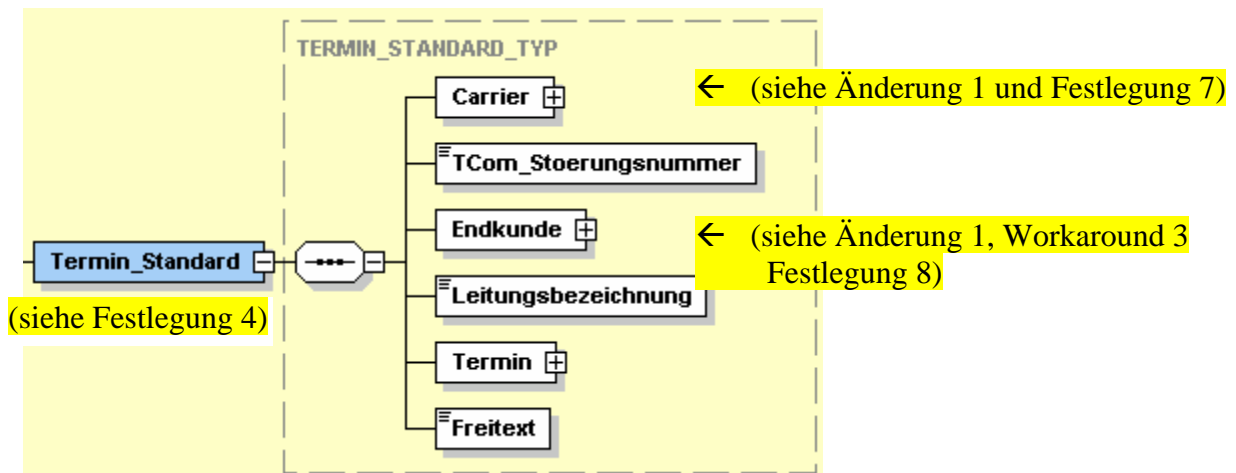 TERMIN_STANDARD_TYP
Carrier
← (siehe Änderung 1 und Festlegung 7)
TCom_Stoerungsnummer
Endkunde
← (siehe Änderung 1, Workaround 3
Festlegung 8)
Termin_Standard
(siehe Festlegung 4)
Leitungsbezeichnung
Termin
Freitext